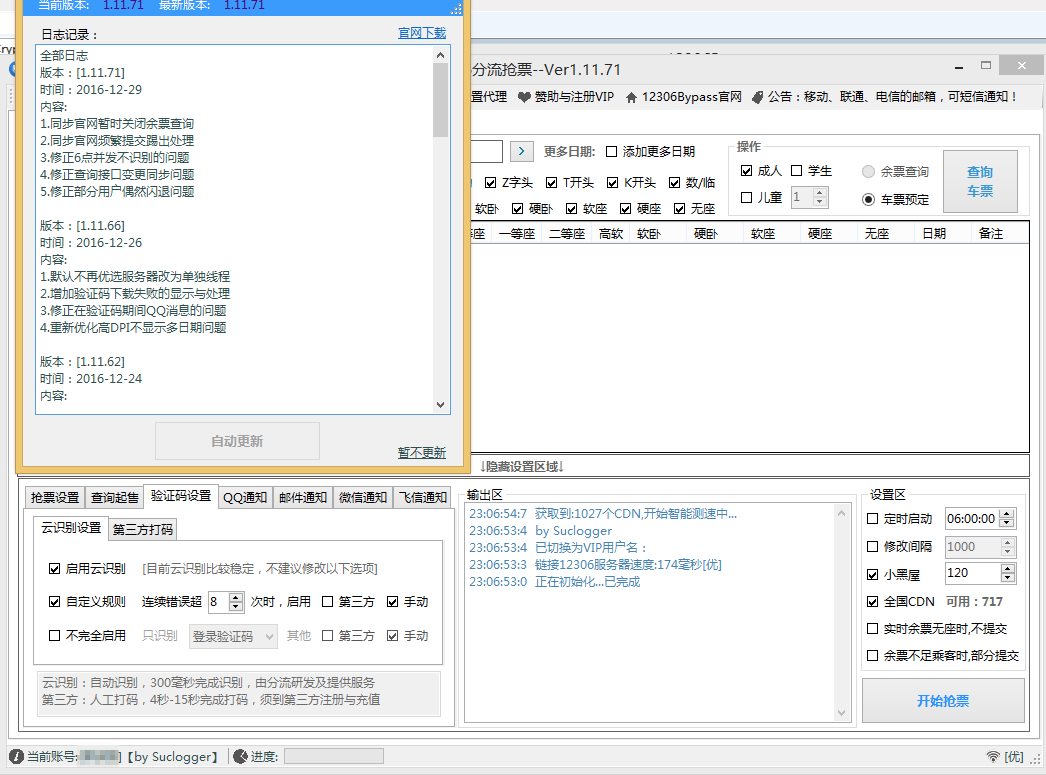 当前版本: 1.11.71 最新版本: 1.11.71
日志记录：
官网下载
全部日志
版本：[1.11.71]
时间：2016-12-29
内容:
1.同步官网暂时关闭余票查询
2.同步官网频繁提交踢出处理
3.修正6点并发不识别的问题
4.修正查询接口变更同步问题
5.修正部分用户偶然闪退问题
版本：[1.11.66]
时间：2016-12-26
内容:
1.默认不再优选服务器改为单独线程
2.增加验证码下载失败的显示与处理
3.修正在验证码期间QQ消息的问题
4.重新优化高DPI不显示多日期问题
版本：[1.11.62]
时间：2016-12-24
内容:
自动更新
暂不更新
分流抢票--Ver1.11.71
置代理 赞助与注册VIP 12306Bypass官网 公告：移动、联通、电信的邮箱，可短信通知！
> 更多日期: 添加更多日期
Z字头 T开头 K开头 数/临
软卧 硬卧 软座 硬座 无座
操作
成人 学生 余票查询
儿童 1 车票预定
查询
车票
座 一等座 二等座 高软 软卧 硬卧 软座 硬座 无座 日期 备注
↓隐藏设置区域↓
抢票设置 查询起售 验证码设置 QQ通知 邮件通知 微信通知 飞信通知
云识别设置 第三方打码
启用云识别 [目前云识别比较稳定，不建议修改以下选项]
自定义规则 连续错误超 8 次时，启用 第三方 手动
不完全启用 只识别 登录验证码 其他 第三方 手动
云识别：自动识别，300毫秒完成识别，由分流研发及提供服务
第三方：人工打码，4秒-15秒完成打码，须到第三方注册与充值
输出区
23:06:54:7 获取到:1027个CDN,开始智能测速中...
23:06:53:4 by Suclogger
23:06:53:4 已切换为VIP用户名：
23:06:53:3 链接12306服务器速度:174毫秒[优]
23:06:53:0 正在初始化...已完成
设置区
定时启动 06:00:00
修改间隔 1000
小黑屋 120
全国CDN 可用：717
实时余票无座时,不提交
余票不足乘客时,部分提交
开始抢票
当前账号: 】【by Suclogger】 进度: [优]